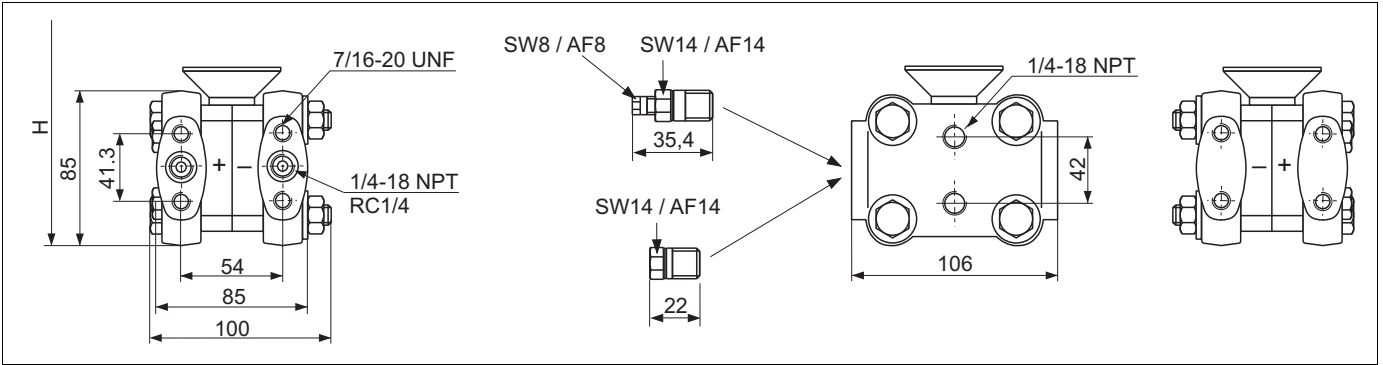 7/16-20 UNF
H
85
41.3
+
–
1/4-18 NPT
RC1/4
54
85
100
SW8 / AF8
SW14 / AF14
35,4
SW14 / AF14
22
1/4-18 NPT
42
106
–
+